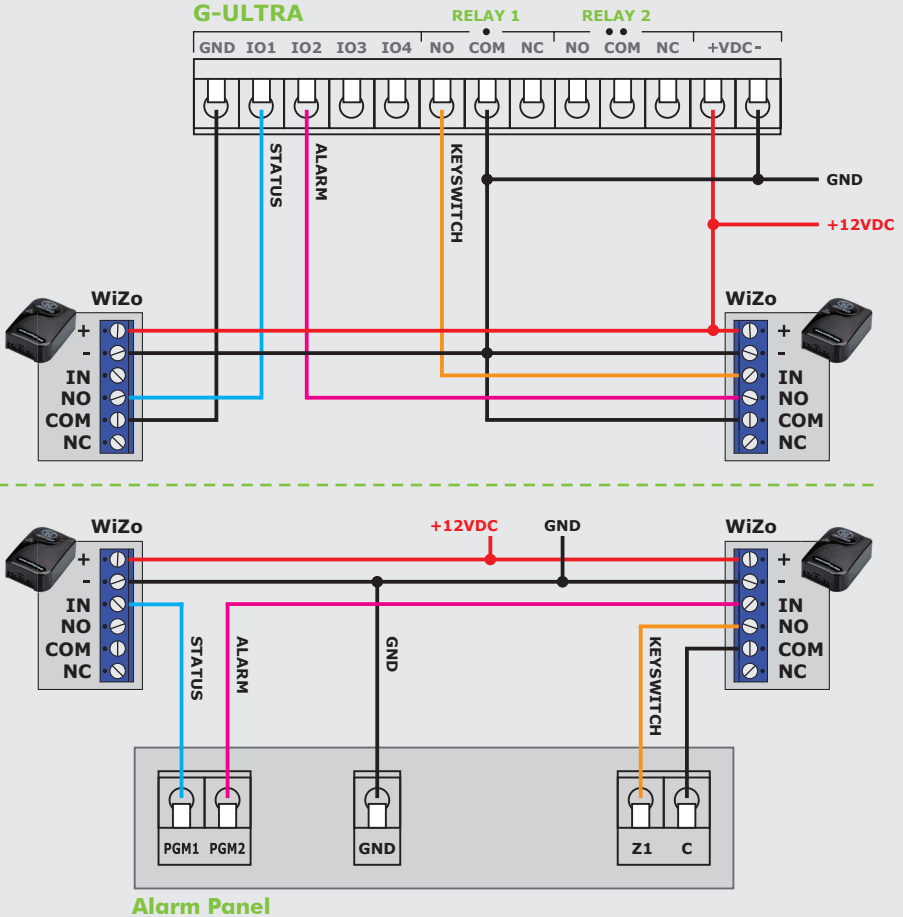 G-ULTRA
RELAY 1
RELAY 2
GND IO1 IO2 IO3 IO4 NO COM NC NO COM NC +VDC-
STATUS
ALARM
KEYSWITCH
GND
+12VDC
WiZo
+
-
IN
NO
COM
NC
WiZo
+
-
IN
NO
COM
NC
+12VDC
GND
WiZo
+
-
IN
NO
COM
NC
WiZo
+
-
IN
NO
COM
NC
STATUS
ALARM
GND
KEYSWITCH
PGM1 PGM2
GND
Z1 C
Alarm Panel